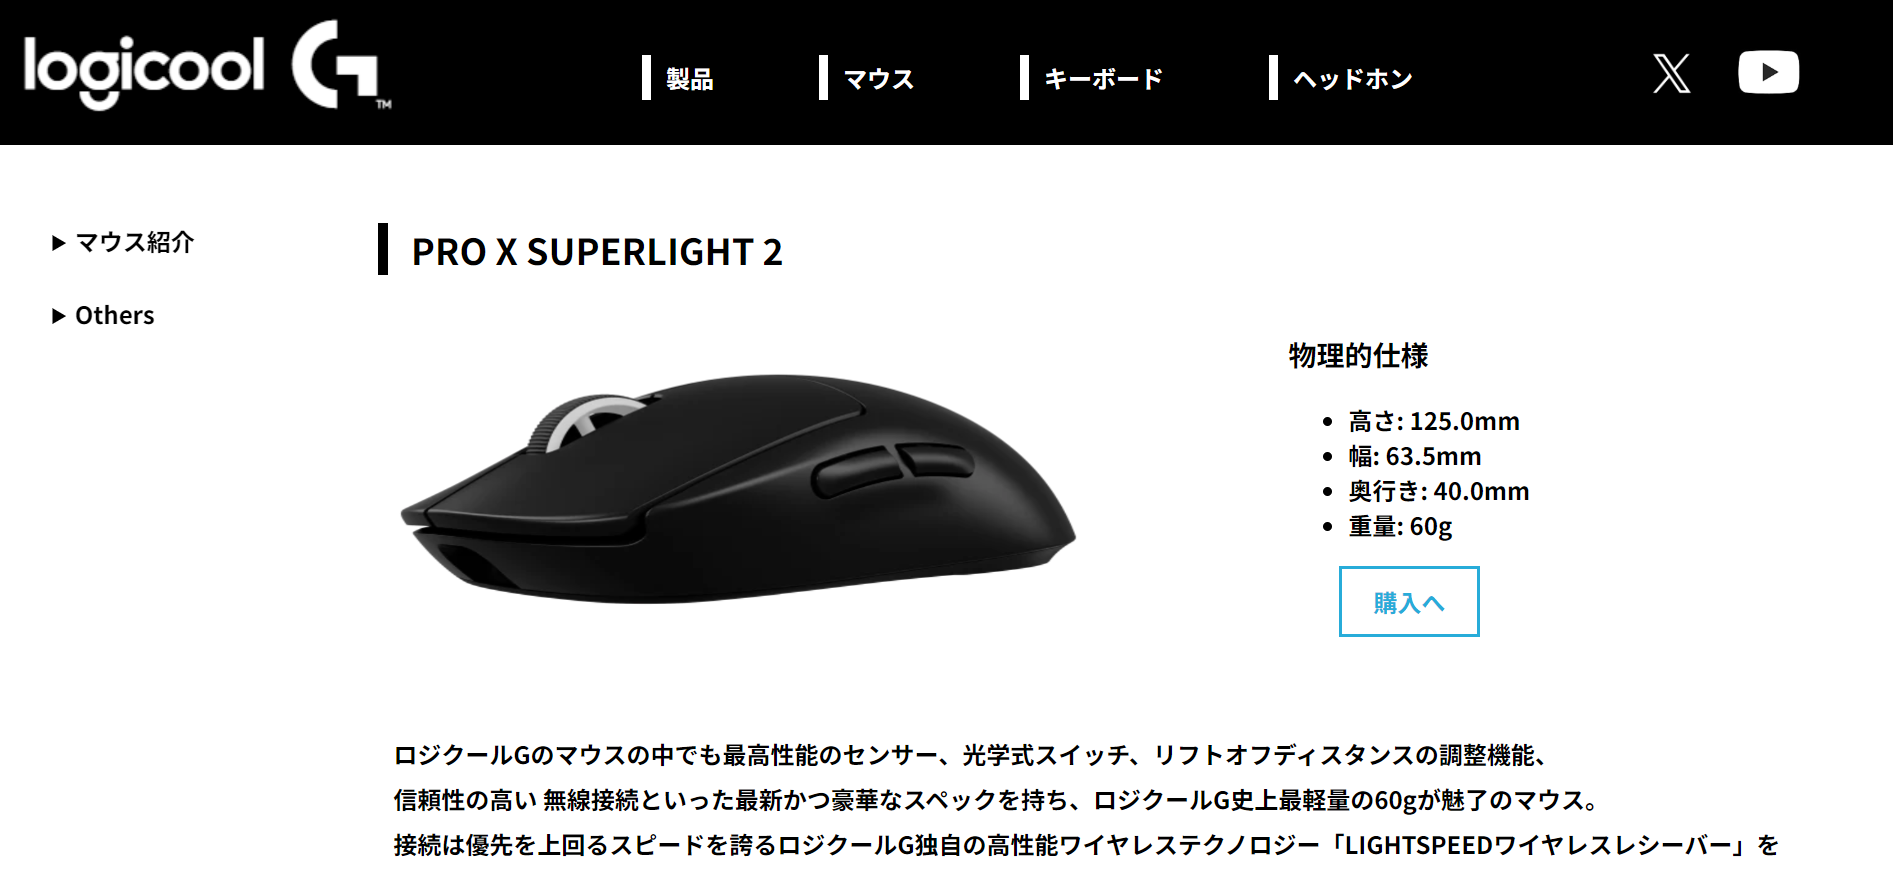 logicool G™
製品
マウス
キーボード
ヘッドホン
マウス紹介
Others
PRO X SUPERLIGHT 2
物理的仕様
高さ: 125.0mm
幅: 63.5mm
奥行き: 40.0mm
重量: 60g
購入へ
ロジクールGのマウスの中でも最高性能のセンサー、光学式スイッチ、リフトオフディスタンスの調整機能、
信頼性の高い 無線接続といった最新かつ豪華なスペックを持ち、ロジクールG史上最軽量の60gが魅了のマウス。
接続は優先を上回るスピードを誇るロジクールG独自の高性能ワイヤレステクノロジー「LIGHTSPEEDワイヤレスレシーバー」を